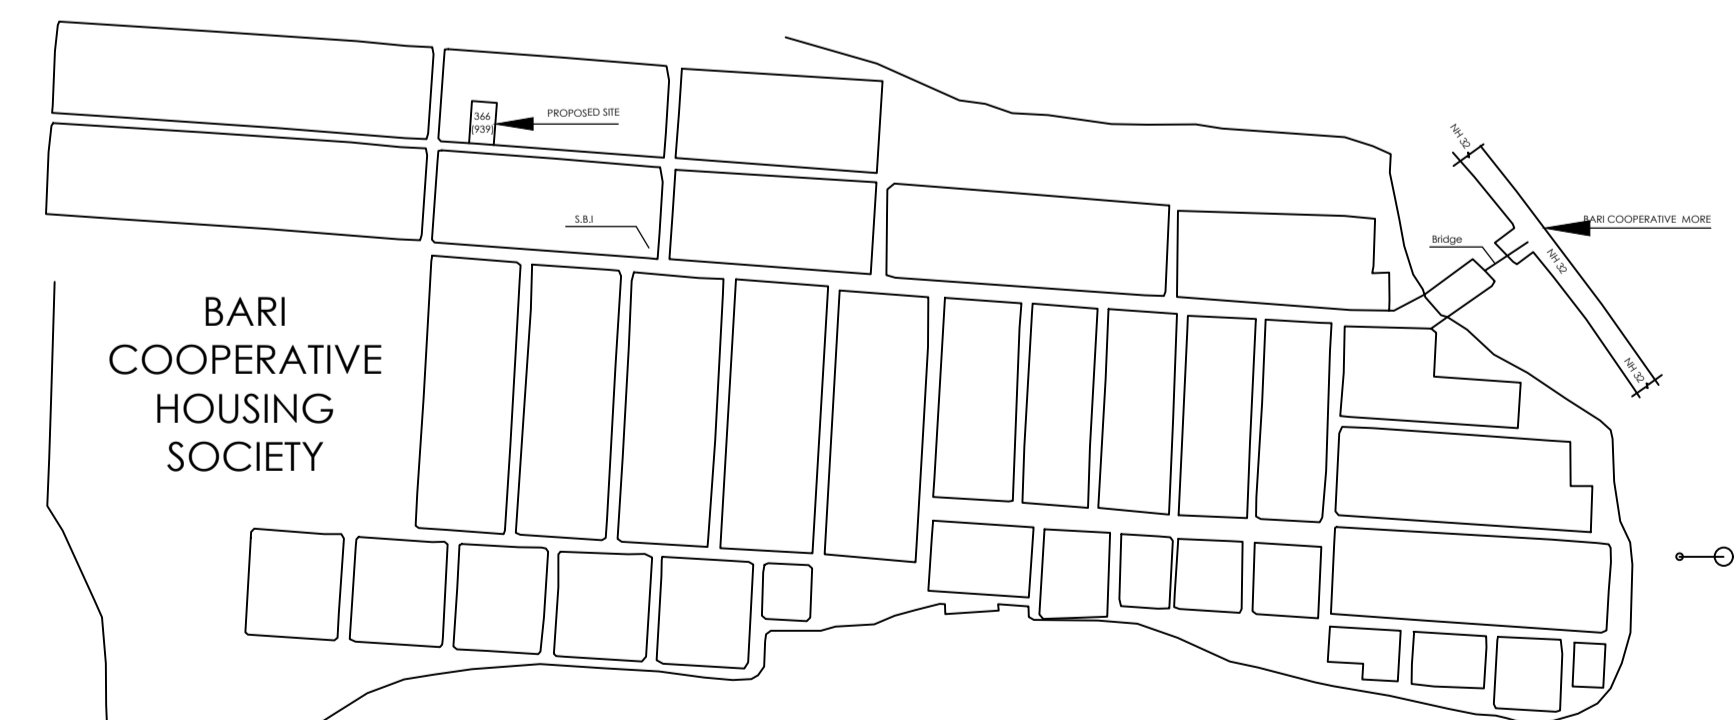 366
(939)
PROPOSED SITE
NH 32
S.B.I
BARI COOPERATIVE MORE
Bridge
NH 32
BARI
COOPERATIVE
HOUSING
SOCIETY
NH 32